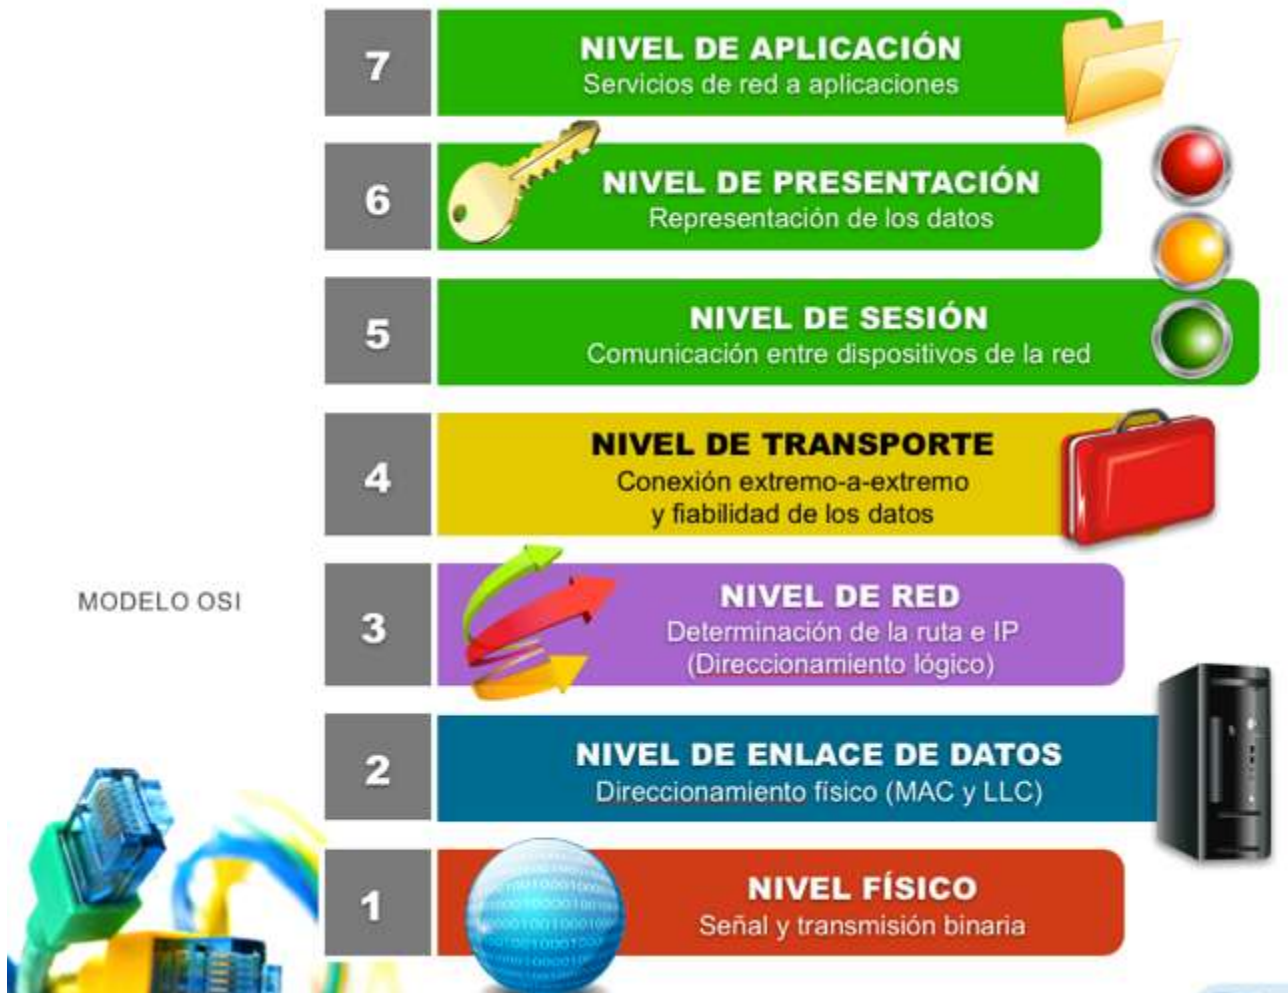 7
NIVEL DE APLICACIÓN
Servicios de red a aplicaciones
6
NIVEL DE PRESENTACIÓN
Representación de los datos
5
NIVEL DE SESIÓN
Comunicación entre dispositivos de la red
4
NIVEL DE TRANSPORTE
Conexión extremo-a-extremo
y fiabilidad de los datos
MODELO OSI
3
NIVEL DE RED
Determinación de la ruta e IP
(Direccionamiento lógico)
2
NIVEL DE ENLACE DE DATOS
Direccionamiento físico (MAC y LLC)
1
NIVEL FÍSICO
Señal y transmisión binaria